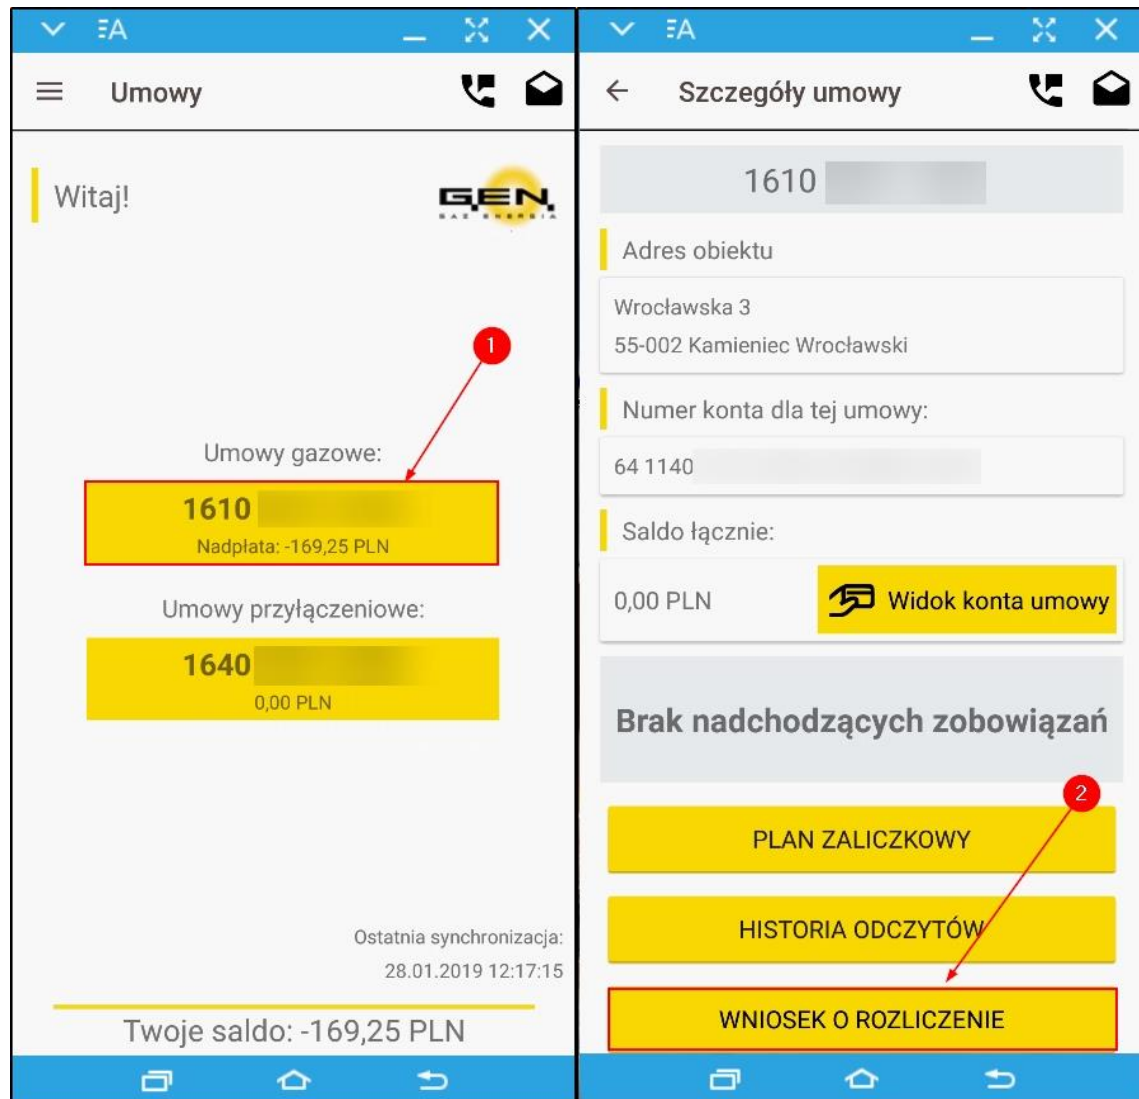 Umowy
Witaj!
G.E.N.
GAZ ENERGIA
1
Umowy gazowe:
1610
Nadpłata: -169,25 PLN
Umowy przyłączeniowe:
1640
0,00 PLN
Ostatnia synchronizacja:
28.01.2019 12:17:15
Twoje saldo: -169,25 PLN
Szczegóły umowy
1610
Adres obiektu
Wrocławska 3
55-002 Kamieniec Wrocławski
Numer konta dla tej umowy:
64 1140
Saldo łącznie:
0,00 PLN Widok konta umowy
Brak nadchodzących zobowiązań
2
PLAN ZALICZKOWY
HISTORIA ODCZYTÓW
WNIOSEK O ROZLICZENIE